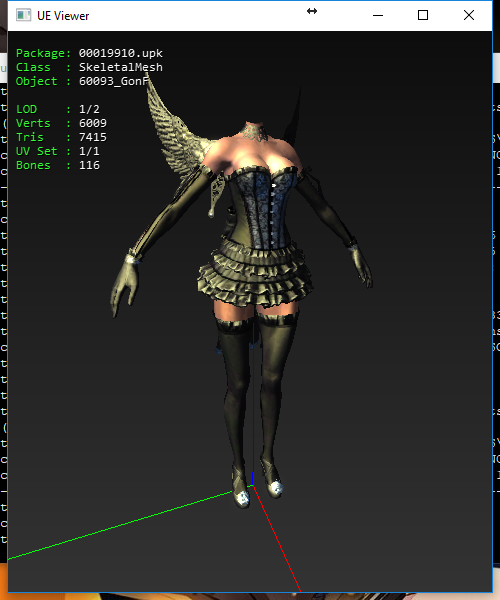 UE Viewer
Package: 00019910.upk
Class : SkeletalMesh
Object : 60093_GonF
LOD : 1/2
Verts : 6009
Tris : 7415
UV Set : 1/1
Bones : 116